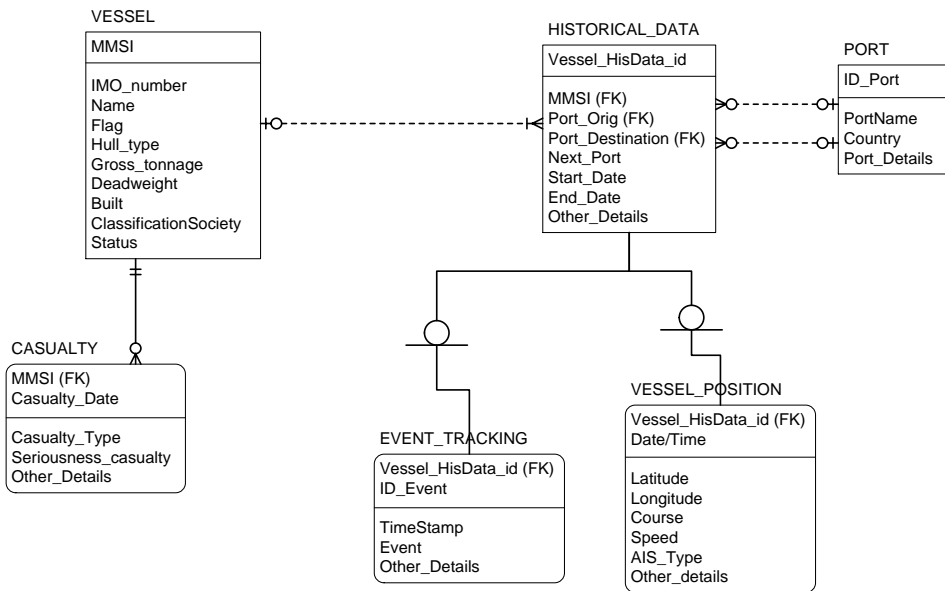 VESSEL
MMSI
IMO_number
Name
Flag
Hull_type
Gross_tonnage
Deadweight
Built
ClassificationSociety
Status
HISTORICAL_DATA
Vessel_HisData_id
MMSI (FK)
Port_Orig (FK)
Port_Destination (FK)
Next_Port
Start_Date
End_Date
Other_Details
PORT
ID_Port
PortName
Country
Port_Details
CASUALTY
MMSI (FK)
Casualty_Date
Casualty_Type
Seriousness_casualty
Other_Details
EVENT_TRACKING
Vessel_HisData_id (FK)
ID_Event
TimeStamp
Event
Other_Details
VESSEL_POSITION
Vessel_HisData_id (FK)
Date/Time
Latitude
Longitude
Course
Speed
AIS_Type
Other_details